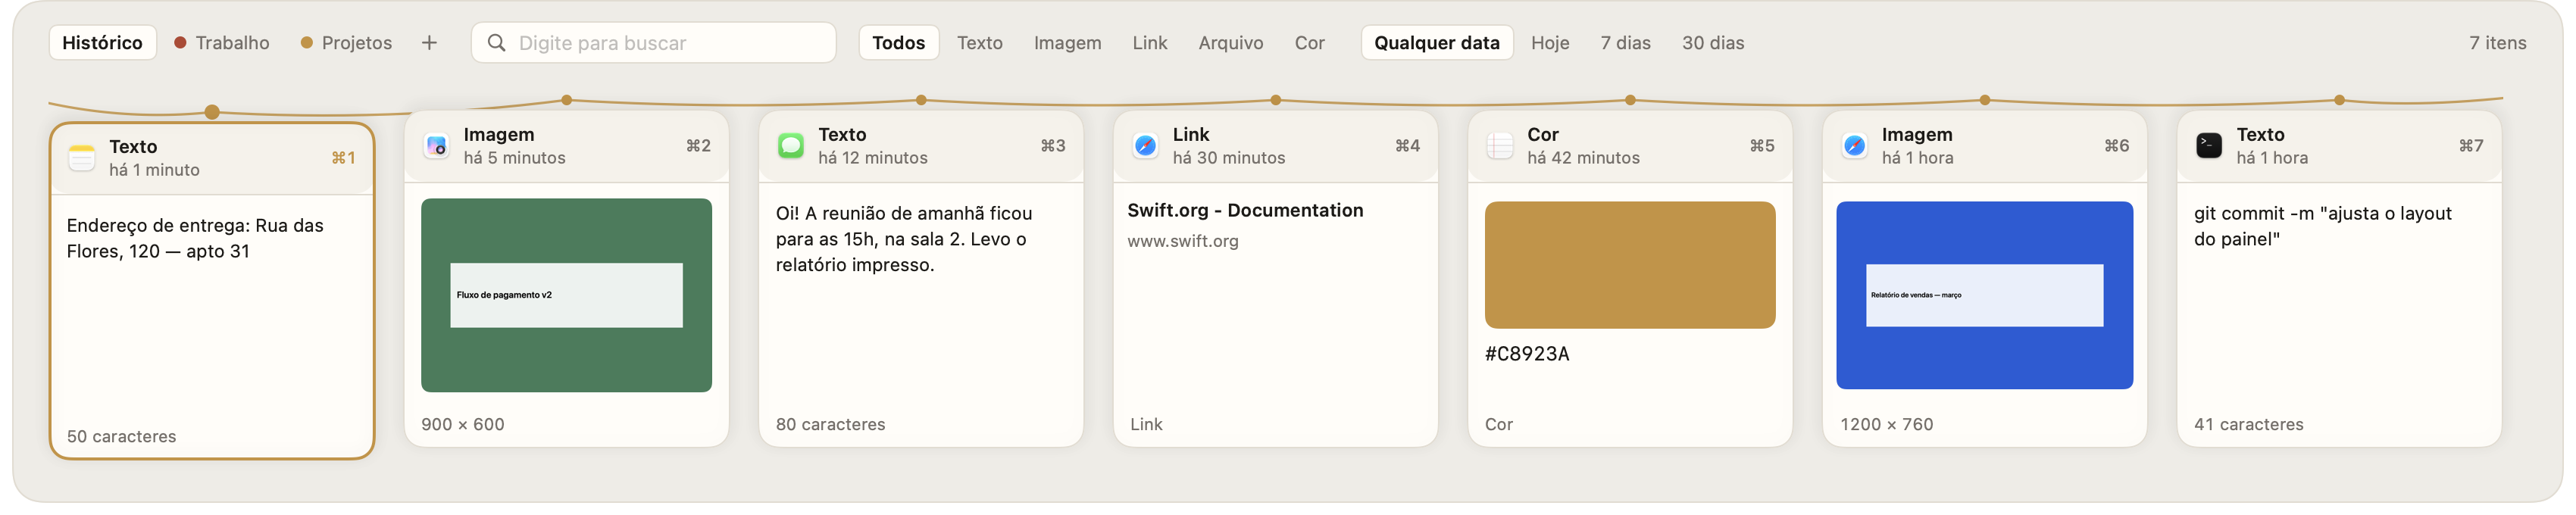 Histórico Trabalho Projetos + Digite para buscar Todos Texto Imagem Link Arquivo Cor Qualquer data Hoje 7 dias 30 dias 7 itens
Texto
há 1 minuto
⌘1
Endereço de entrega: Rua das
Flores, 120 — apto 31
50 caracteres
Imagem
há 5 minutos
⌘2
Fluxo de pagamento v2
900 × 600
Texto
há 12 minutos
⌘3
Oi! A reunião de amanhã ficou
para as 15h, na sala 2. Levo o
relatório impresso.
80 caracteres
Link
há 30 minutos
⌘4
Swift.org - Documentation
www.swift.org
Link
Cor
há 42 minutos
⌘5
#C8923A
Cor
Imagem
há 1 hora
⌘6
Relatório de vendas — março
1200 × 760
Texto
há 1 hora
⌘7
git commit -m "ajusta o layout
do painel"
41 caracteres